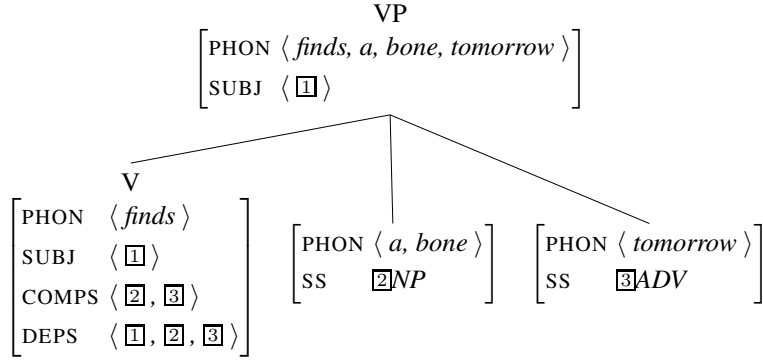 VP
PHON ⟨ finds, a, bone, tomorrow ⟩
SUBJ ⟨ 1 ⟩
V
PHON ⟨ finds ⟩
SUBJ ⟨ 1 ⟩
COMPS ⟨ 2 , 3 ⟩
DEPS ⟨ 1 , 2 , 3 ⟩
PHON ⟨ a, bone ⟩
SS 2 NP
PHON ⟨ tomorrow ⟩
SS 3 ADV